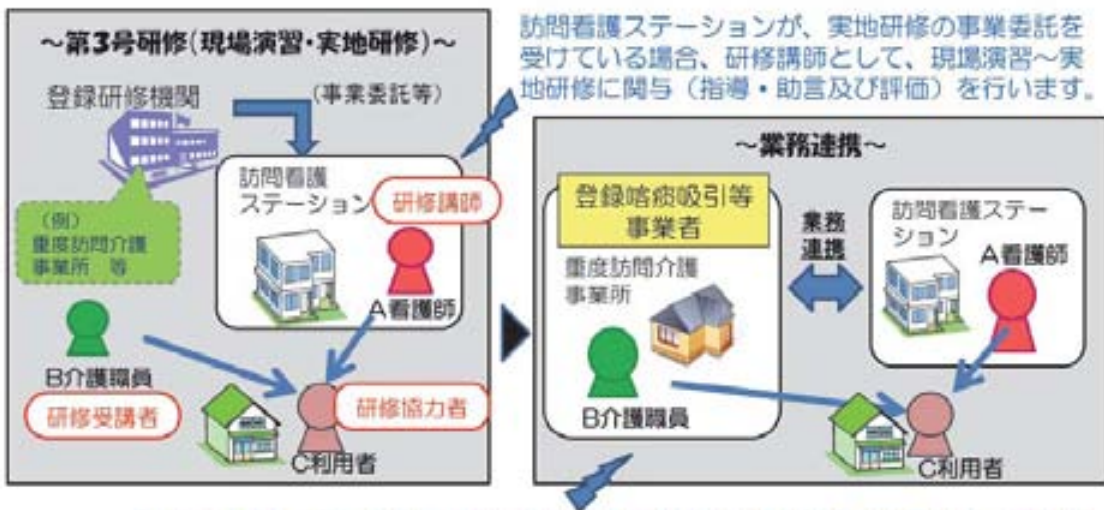 ～第3号研修(現場演習・実地研修)～
登録研修機関
(事業委託等)
訪問看護
ステーション
研修講師
A看護師
(例)
重度訪問介護
事業所 等
B介護職員
研修受講者
研修協力者
C利用者
訪問看護ステーションが、実地研修の事業委託を
受けている場合、研修講師として、現場演習～実
地研修に関与（指導・助言及び評価）を行います。
～業務連携～
登録喀痰吸引等
事業者
重度訪問介護
事業所
B介護職員
業務
連携
訪問看護ステー
ション
A看護師
C利用者